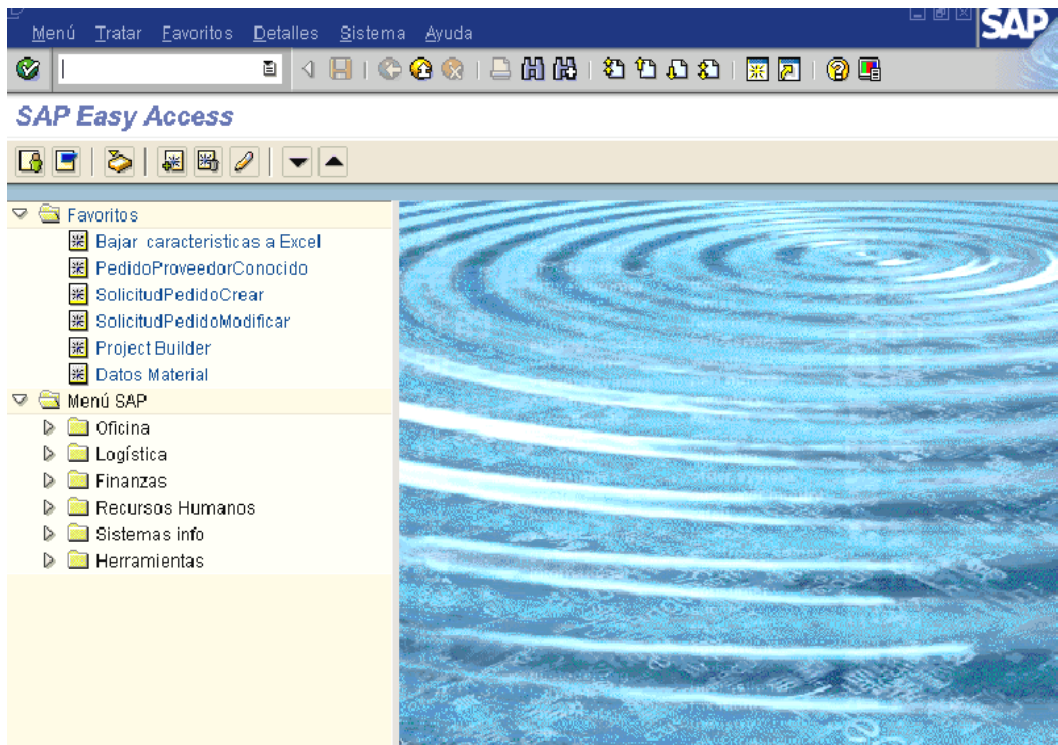 Menú Tratar Favoritos Detalles Sistema Ayuda
SAP
SAP Easy Access
Favoritos
Bajar caracteristicas a Excel
PedidoProveedorConocido
SolicitudPedidoCrear
SolicitudPedidoModificar
Project Builder
Datos Material
Menú SAP
Oficina
Logística
Finanzas
Recursos Humanos
Sistemas info
Herramientas